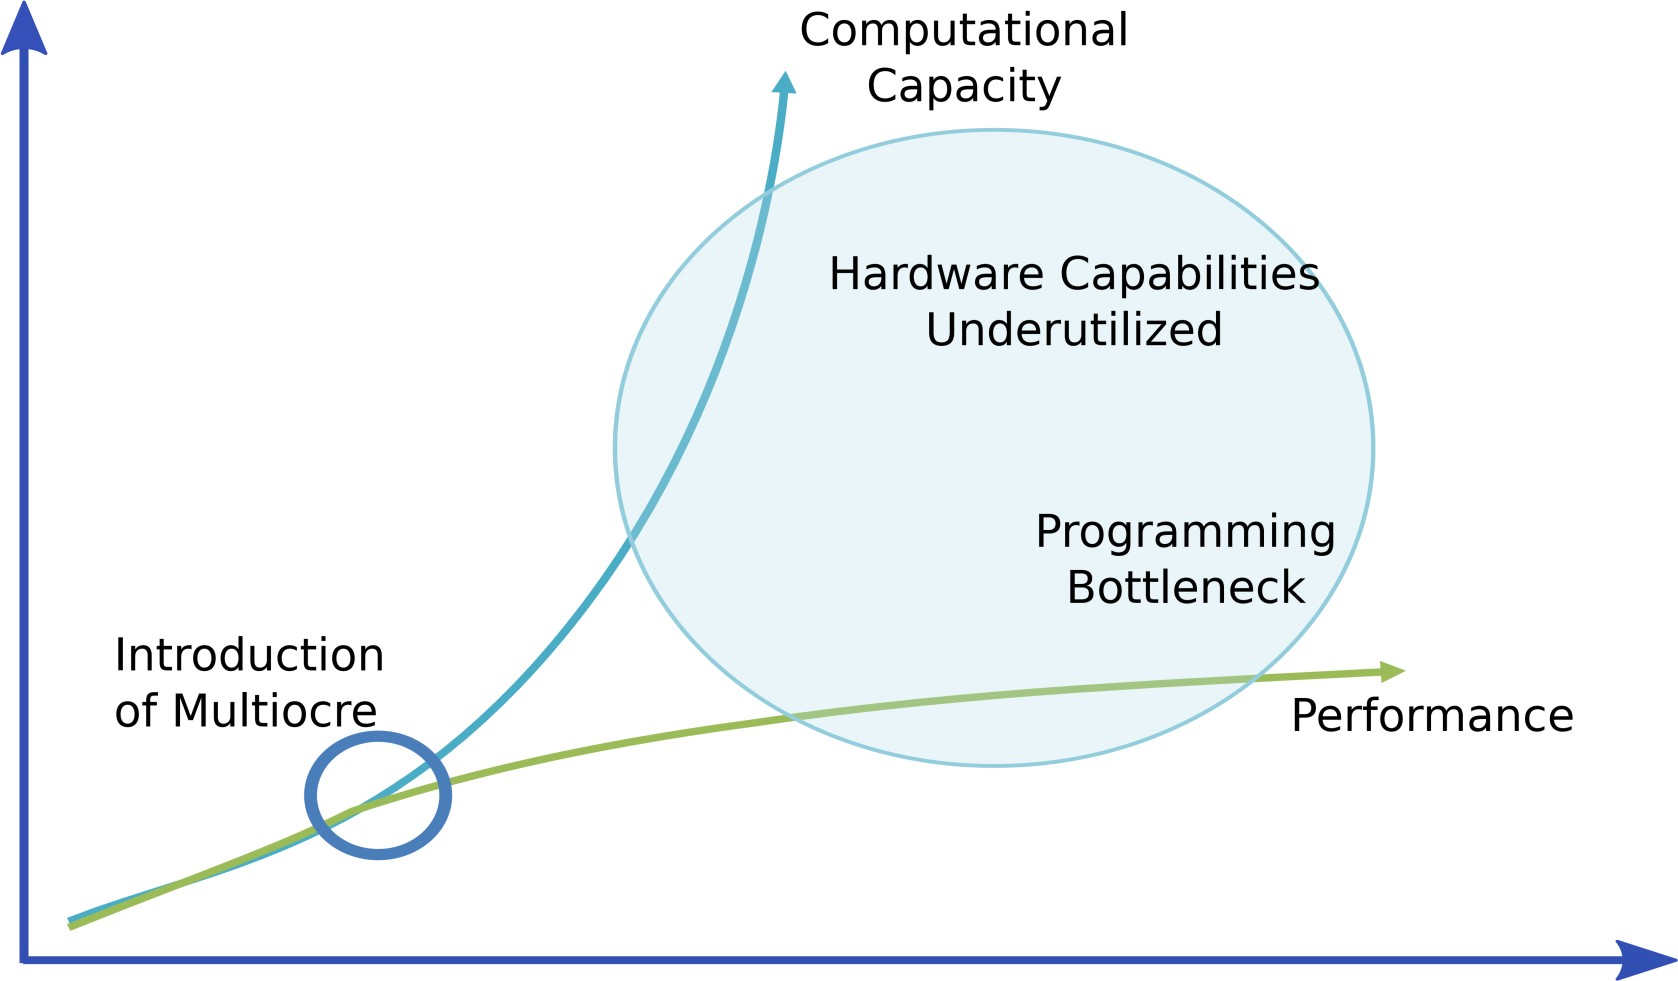 Computational
Capacity
Hardware Capabilities
Underutilized
Programming
Bottleneck
Introduction
of Multiocre
Performance